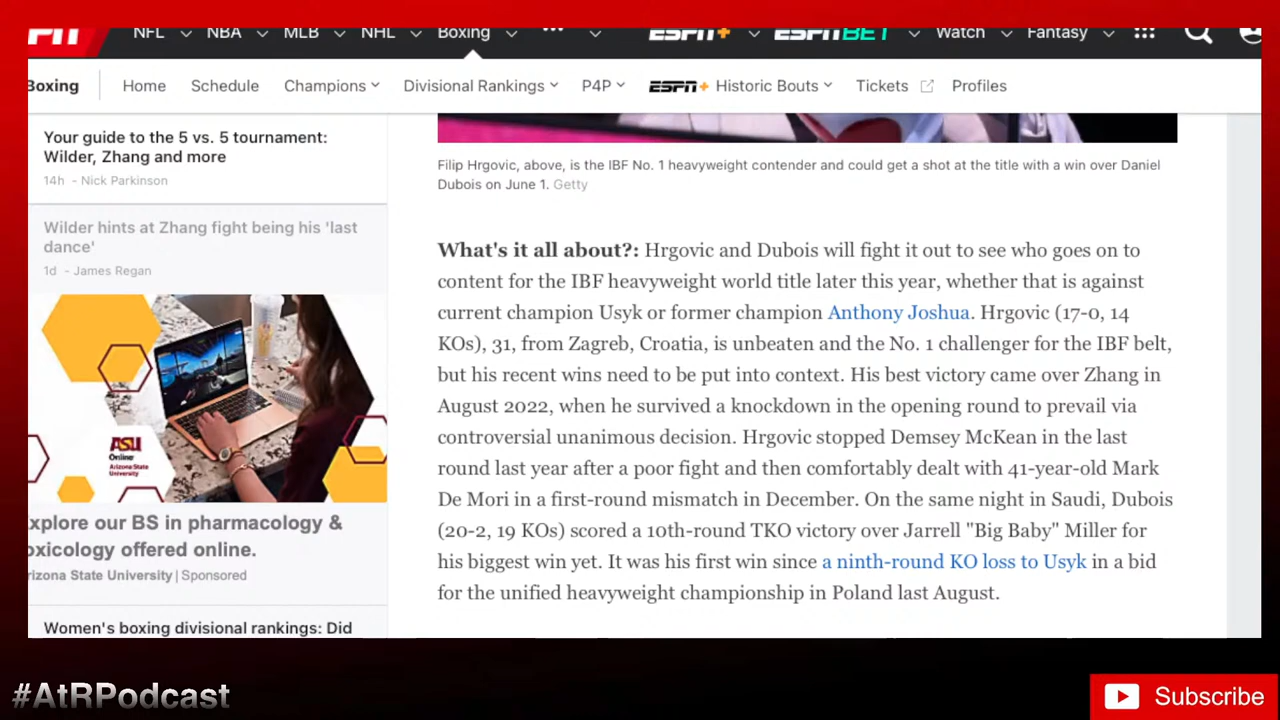 NFL NBA MLB NHL Boxing ... ESPN+ ESPN BET Watch Fantasy
Boxing Home Schedule Champions Divisional Rankings P4P ESPN+ Historic Bouts Tickets Profiles
Your guide to the 5 vs. 5 tournament:
Wilder, Zhang and more
14h - Nick Parkinson
Wilder hints at Zhang fight being his 'last
dance'
1d - James Regan
ASU
Online
Arizona State
University
xplore our BS in pharmacology &
oxicology offered online.
rizona State University | Sponsored
Women's boxing divisional rankings: Did
Filip Hrgovic, above, is the IBF No. 1 heavyweight contender and could get a shot at the title with a win over Daniel
Dubois on June 1. Getty
What's it all about?: Hrgovic and Dubois will fight it out to see who goes on to
content for the IBF heavyweight world title later this year, whether that is against
current champion Usyk or former champion Anthony Joshua. Hrgovic (17-0, 14
KOs), 31, from Zagreb, Croatia, is unbeaten and the No. 1 challenger for the IBF belt,
but his recent wins need to be put into context. His best victory came over Zhang in
August 2022, when he survived a knockdown in the opening round to prevail via
controversial unanimous decision. Hrgovic stopped Demsey McKean in the last
round last year after a poor fight and then comfortably dealt with 41-year-old Mark
De Mori in a first-round mismatch in December. On the same night in Saudi, Dubois
(20-2, 19 KOs) scored a 10th-round TKO victory over Jarrell "Big Baby" Miller for
his biggest win yet. It was his first win since a ninth-round KO loss to Usyk in a bid
for the unified heavyweight championship in Poland last August.
#AtRPodcast
Subscribe